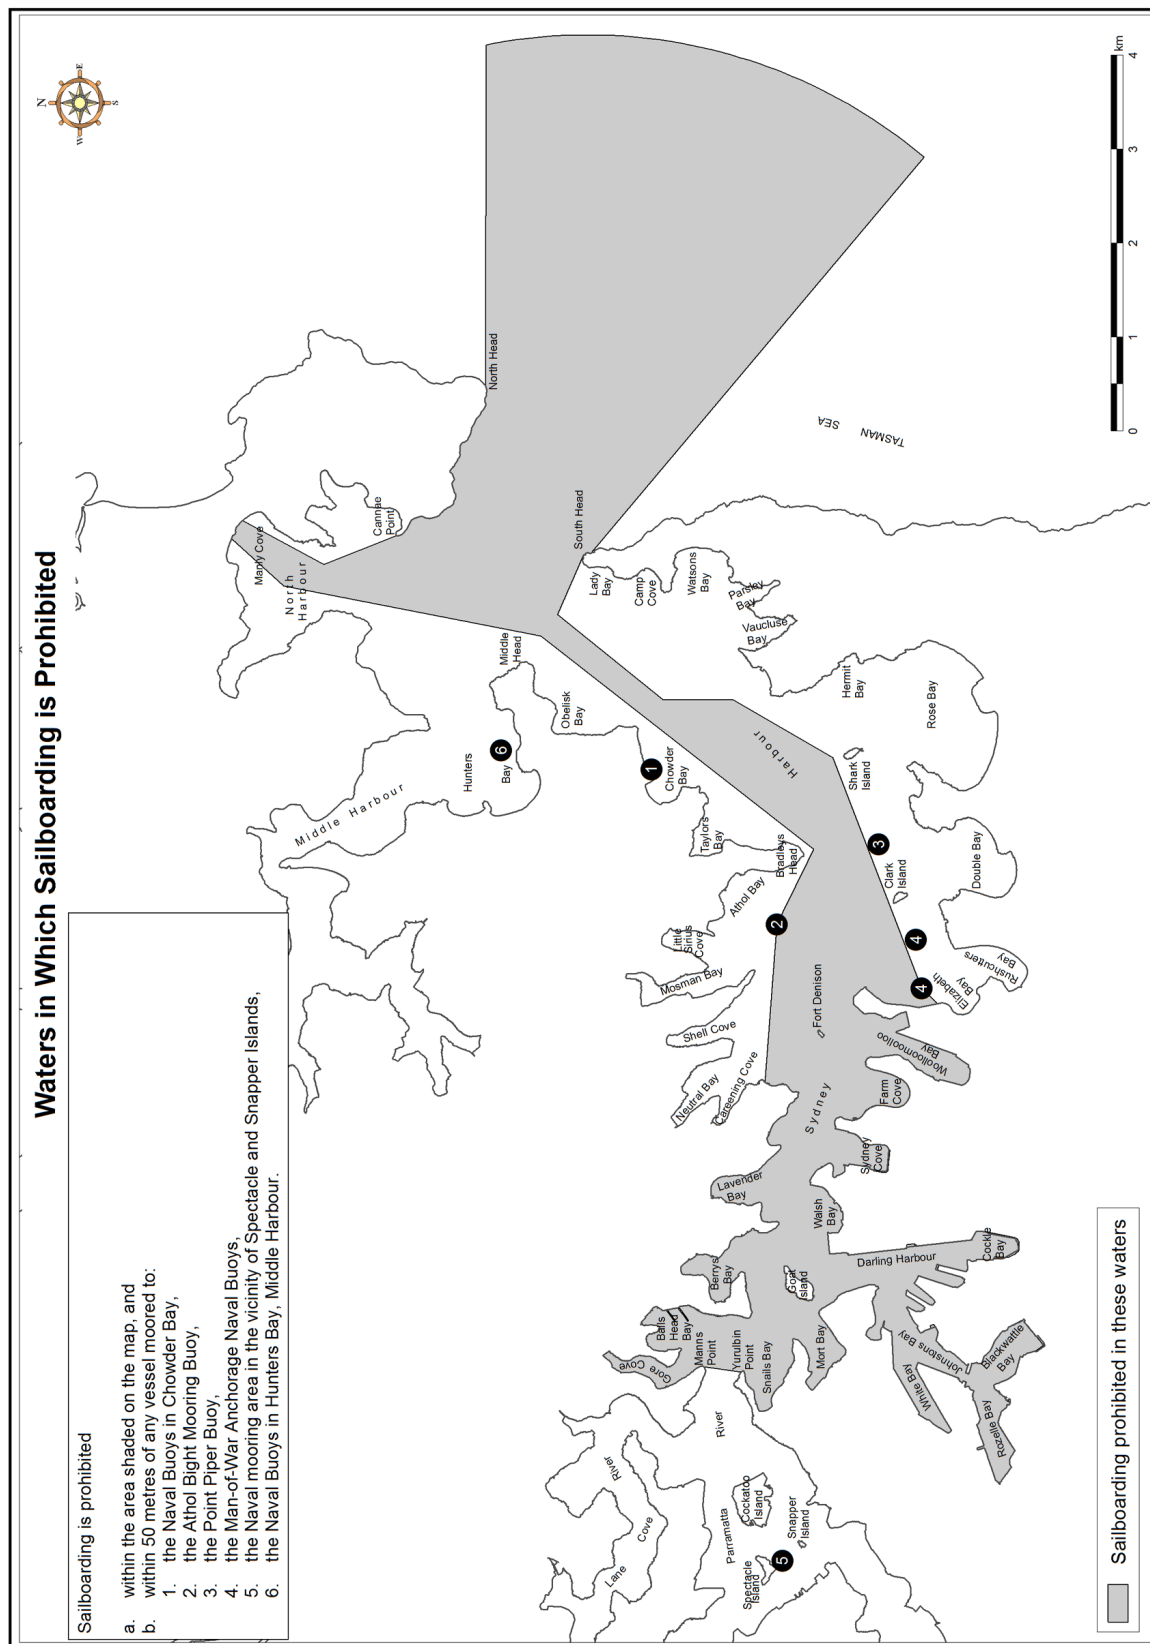 Waters in Which Sailboarding is Prohibited
N
E
S
W
Sailboarding is prohibited
a. within the area shaded on the map, and
b. within 50 metres of any vessel moored to:
1. the Naval Buoys in Chowder Bay,
2. the Athol Bight Mooring Buoy,
3. the Point Piper Buoy,
4. the Man-of-War Anchorage Naval Buoys,
5. the Naval mooring area in the vicinity of Spectacle and Snapper Islands,
6. the Naval Buoys in Hunters Bay, Middle Harbour.
Manly Cove
North
Harbour
Cannae
Point
North Head
Middle Harbour
Hunters
Bay
6
Middle
Head
South Head
Obelisk
Bay
Lady
Bay
Camp
Cove
Watsons
Bay
Parsley
Bay
Vaucluse
Bay
1
Chowder
Bay
Taylors
Bay
Bradleys
Head
Athol Bay
Little
Sirius
Cove
Mosman Bay
Shell Cove
Neutral Bay
Careening Cove
2
Harbour
Hermit
Bay
Rose Bay
Shark
Island
3
Clark
Island
Double Bay
4
4
Rushcutters
Bay
Elizabeth
Bay
Fort Denison
Woolloomoolloo
Bay
Farm
Cove
Sydney
Sydney
Cove
Lavender
Bay
Walsh
Bay
Berrys
Bay
Goat
Island
Darling Harbour
Cockle
Bay
Balls
Head
Bay
Gore Cove
Manns
Point
Yurulbin
Point
Snails Bay
Mort Bay
Johnstons Bay
White Bay
Blackwattle
Bay
Rozelle Bay
Lane Cove River
Parramatta River
Cockatoo
Island
Snapper
Island
Spectacle
Island
5
TASMAN
SEA
0 1 2 3 4
km
Sailboarding prohibited in these waters